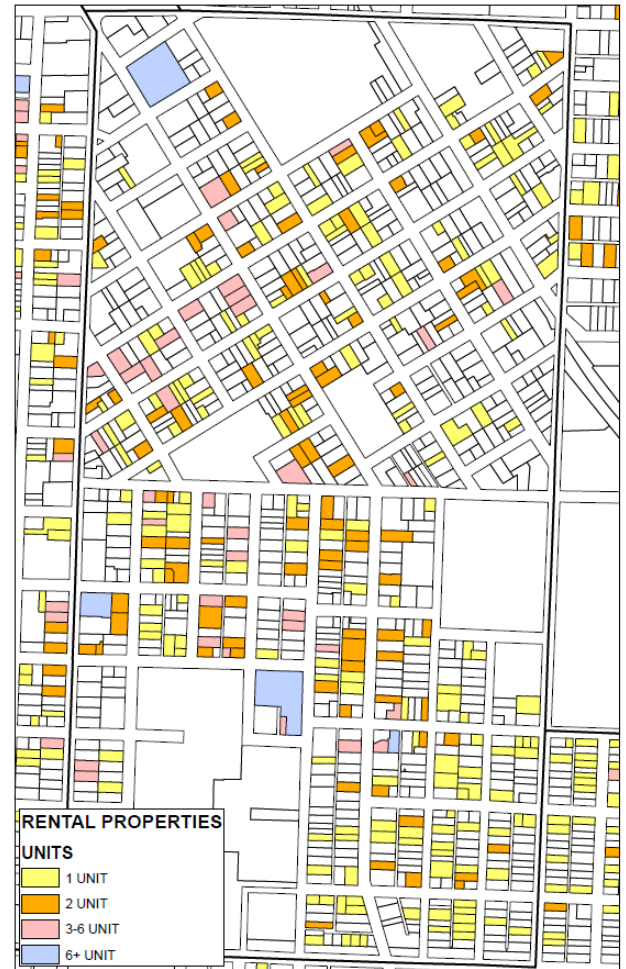 RENTAL PROPERTIES
UNITS
1 UNIT
2 UNIT
3-6 UNIT
6+ UNIT